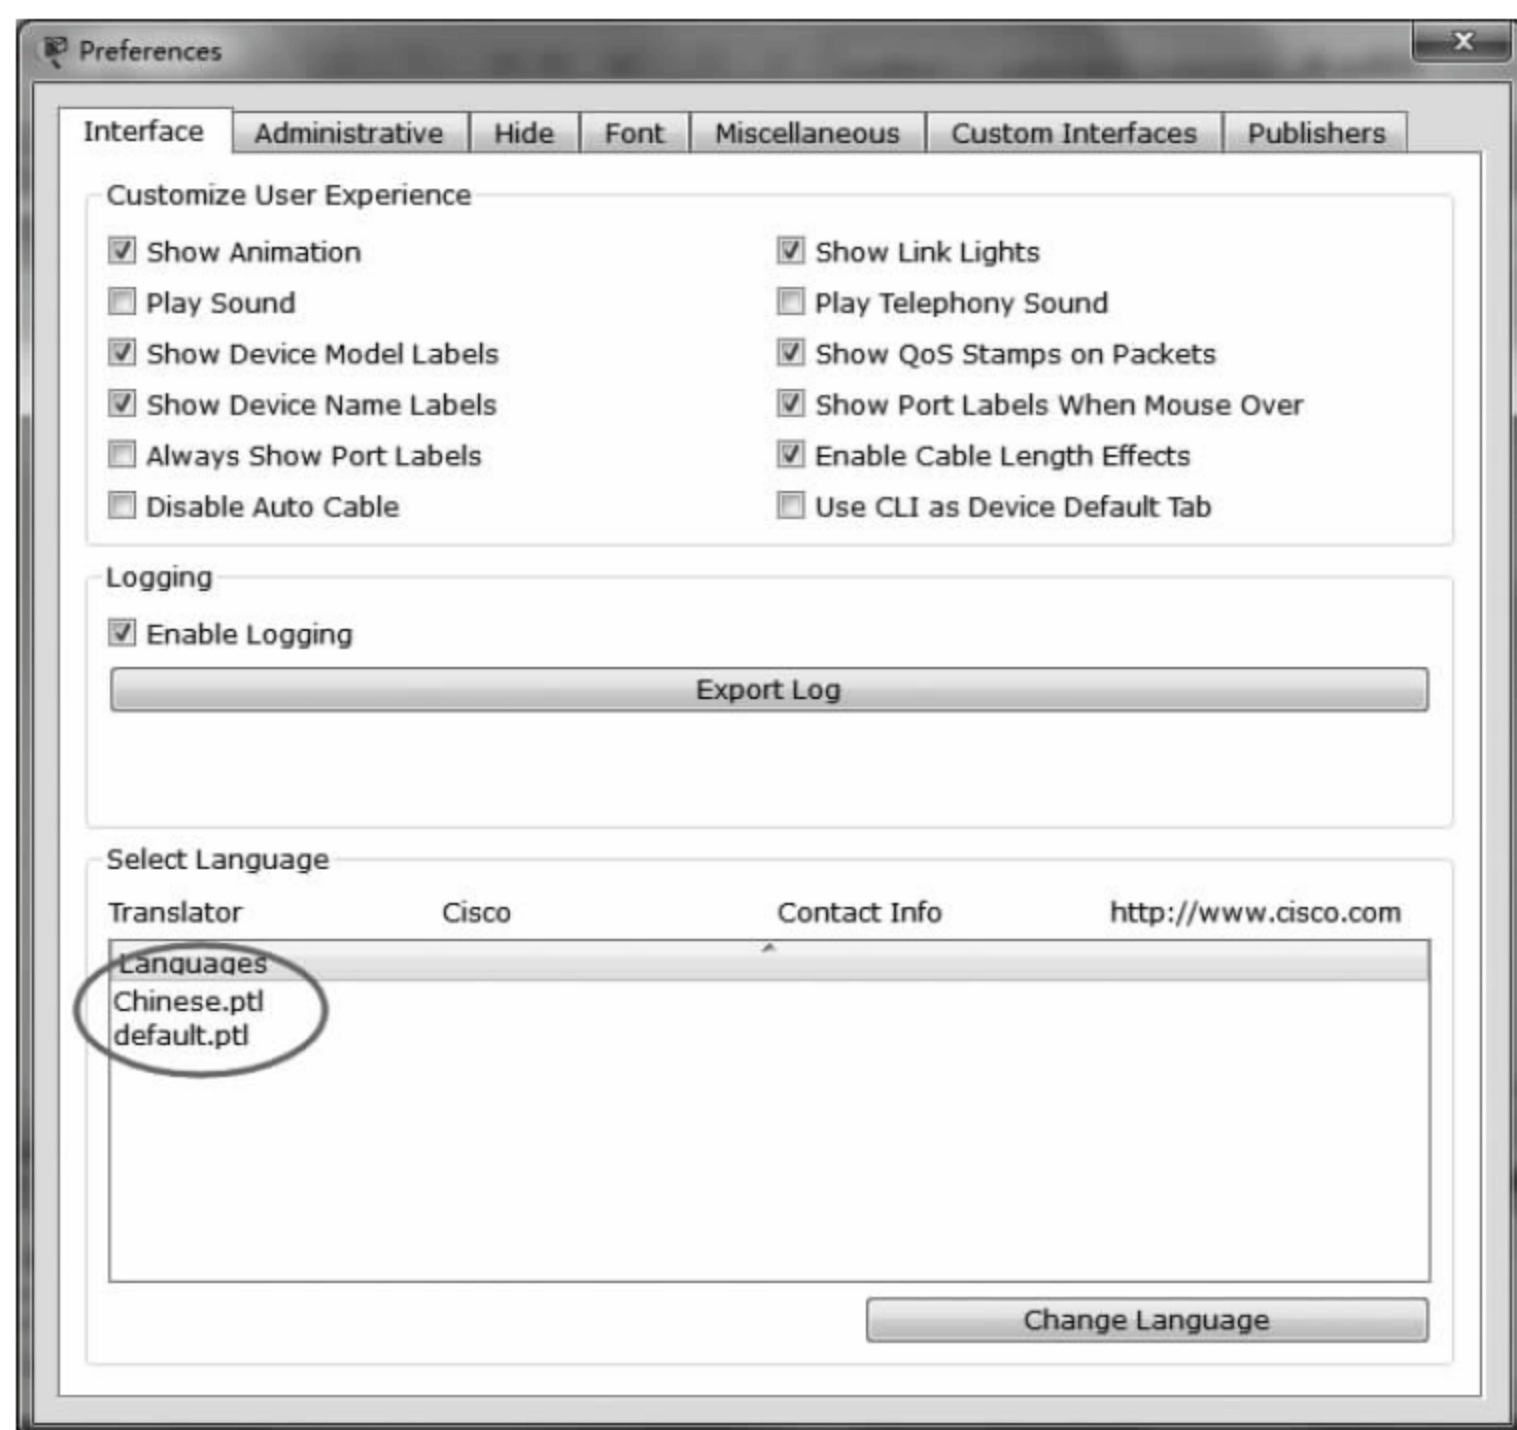 Preferences
Interface Administrative Hide Font Miscellaneous Custom Interfaces Publishers
Customize User Experience
Show Animation Show Link Lights
Play Sound Play Telephony Sound
Show Device Model Labels Show QoS Stamps on Packets
Show Device Name Labels Show Port Labels When Mouse Over
Always Show Port Labels Enable Cable Length Effects
Disable Auto Cable Use CLI as Device Default Tab
Logging
Enable Logging
Export Log
Select Language
Translator Cisco Contact Info http://www.cisco.com
Languages
Chinese.ptl
default.ptl
Change Language